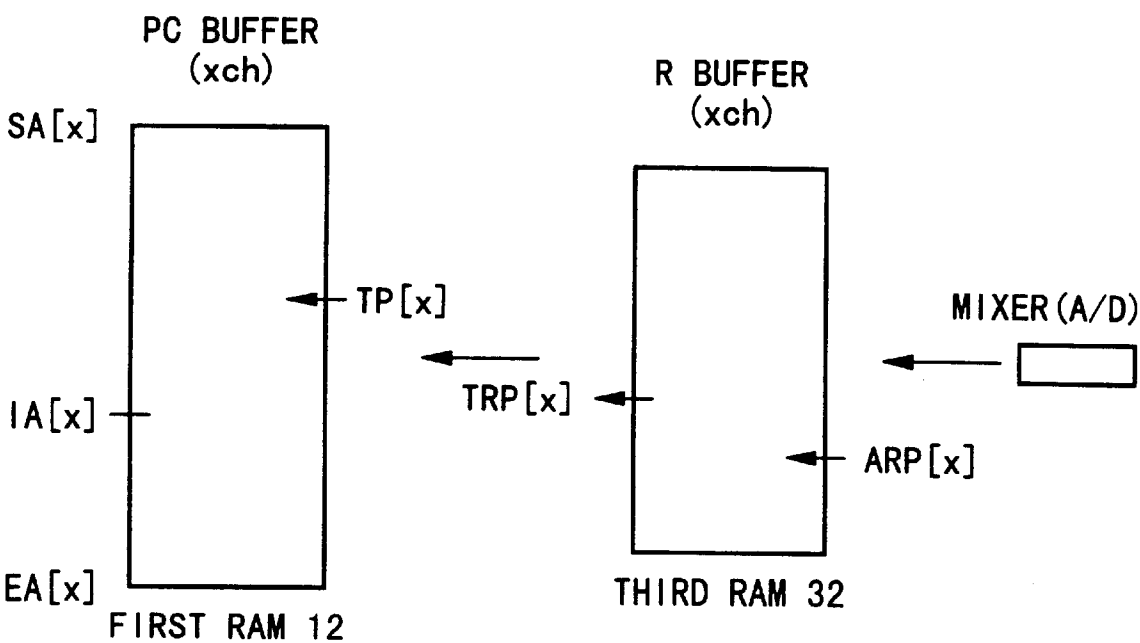 PC BUFFER
(xch)
R BUFFER
(xch)
SA[x]
TP[x]
MIXER(A/D)
TRP[x]
IA[x]
ARP[x]
EA[x]
THIRD RAM 32
FIRST RAM 12